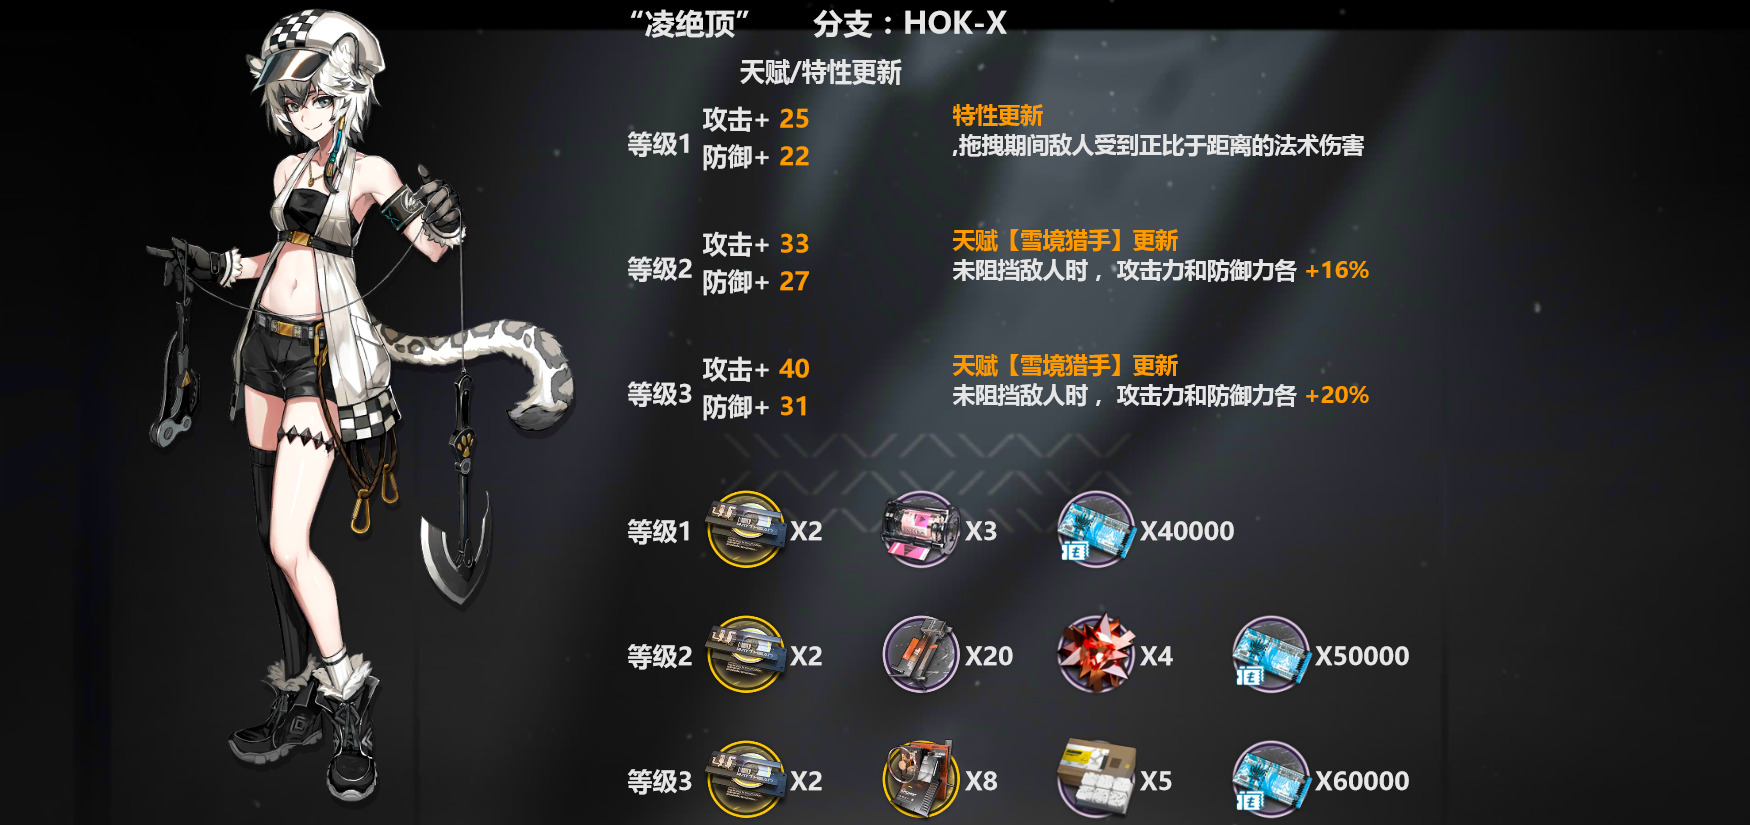 “凌绝顶” 分支：HOK-X
天赋/特性更新
等级1 攻击+ 25
防御+ 22
特性更新
,拖拽期间敌人受到正比于距离的法术伤害
等级2 攻击+ 33
防御+ 27
天赋【雪境猎手】更新
未阻挡敌人时，攻击力和防御力各 +16%
等级3 攻击+ 40
防御+ 31
天赋【雪境猎手】更新
未阻挡敌人时，攻击力和防御力各 +20%
等级1 X2 X3 X40000
等级2 X2 X20 X4 X50000
等级3 X2 X8 X5 X60000